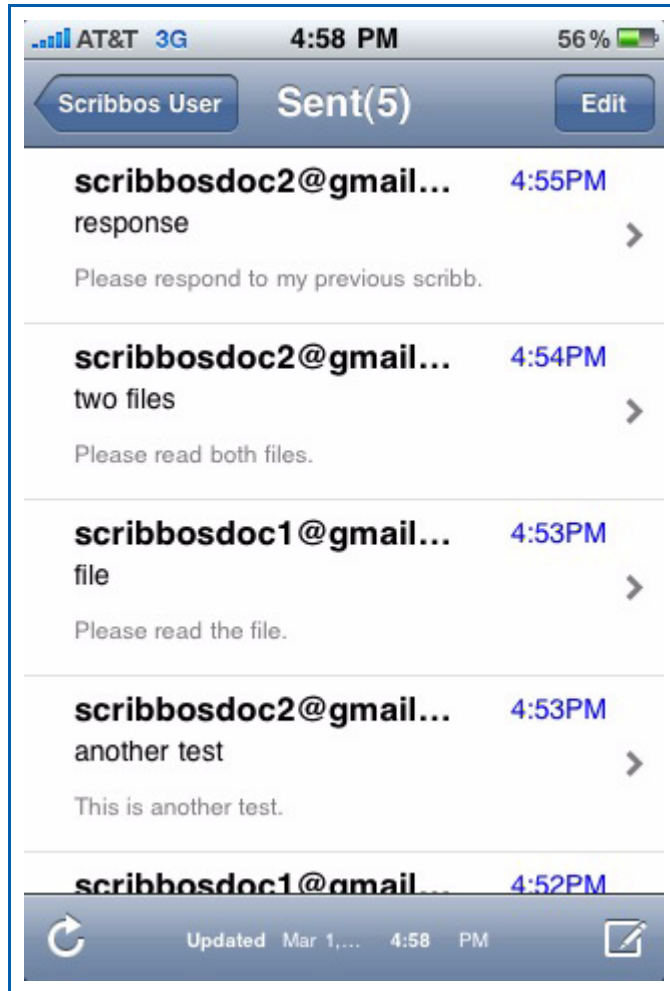 AT&T 3G 4:58 PM 56%
Scribbos User Sent(5) Edit
scribbosdoc2@gmail... 4:55PM
response
Please respond to my previous scribb.
scribbosdoc2@gmail... 4:54PM
two files
Please read both files.
scribbosdoc1@gmail... 4:53PM
file
Please read the file.
scribbosdoc2@gmail... 4:53PM
another test
This is another test.
scribbosdoc1@gmail... 4:52PM
Updated Mar 1,... 4:58 PM